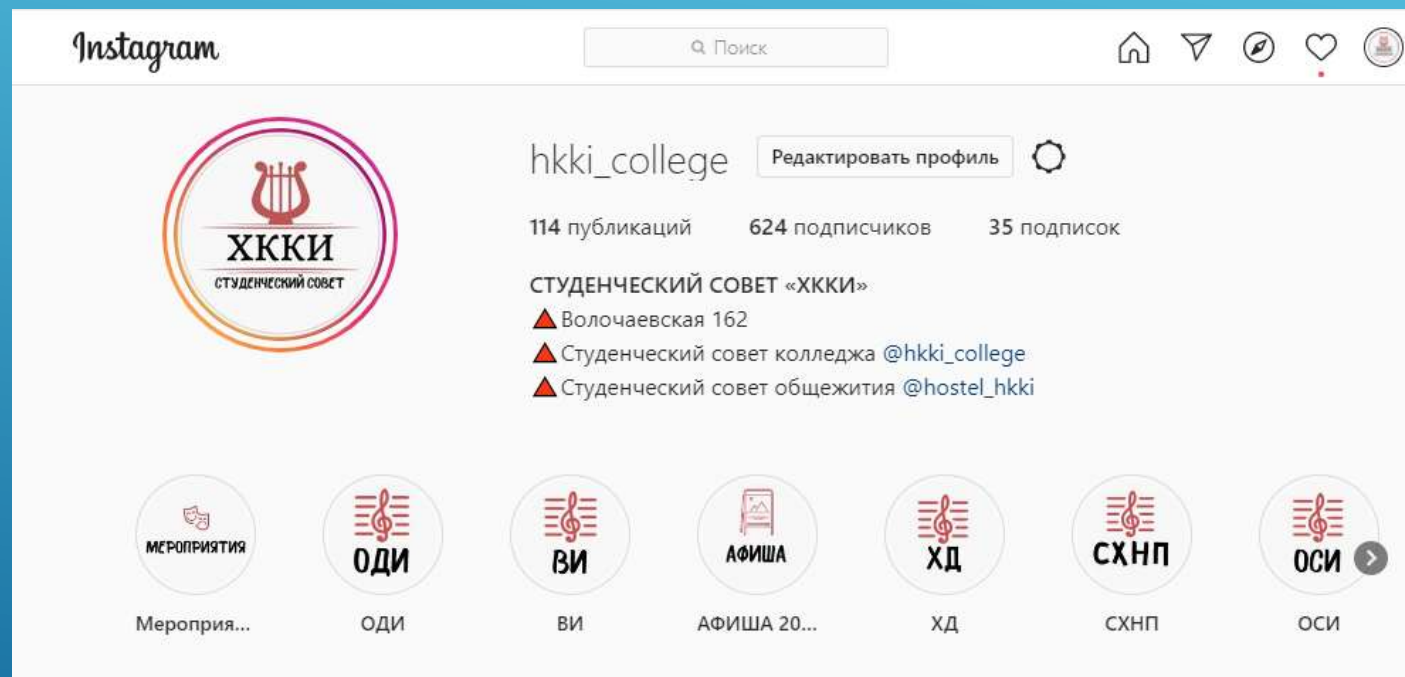 Instagram
Поиск
hkki_college Редактировать профиль
ХККИ
СТУДЕНЧЕСКИЙ СОВЕТ
114 публикаций 624 подписчиков 35 подписок
СТУДЕНЧЕСКИЙ СОВЕТ «ХККИ»
Волочаевская 162
Студенческий совет колледжа @hkki_college
Студенческий совет общежития @hostel_hkki
МЕРОПРИЯТИЯ ОДИ ВИ АФИША ХД СХНП ОСИ
Мероприя... ОДИ ВИ АФИША 20... ХД СХНП ОСИ